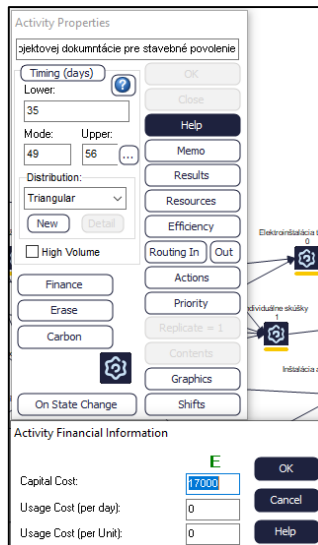 Activity Properties
ojektovej dokumntácie pre stavebné povolenie
Timing (days)
Lower:
35
Mode:
Upper:
49
56
...
Distribution:
Triangular
New
Detail
High Volume
Finance
Erase
Carbon
On State Change
OK
Close
Help
Memo
Results
Resources
Efficiency
Routing In
Out
Actions
Priority
Replicate = 1
Contents
Graphics
Shifts
Elektroinštalácia t
0
dividuálne skúšky
1
Inštalácia a
Activity Financial Information
E
Capital Cost:
17000
Usage Cost (per day):
0
Usage Cost (per Unit):
0
OK
Cancel
Help